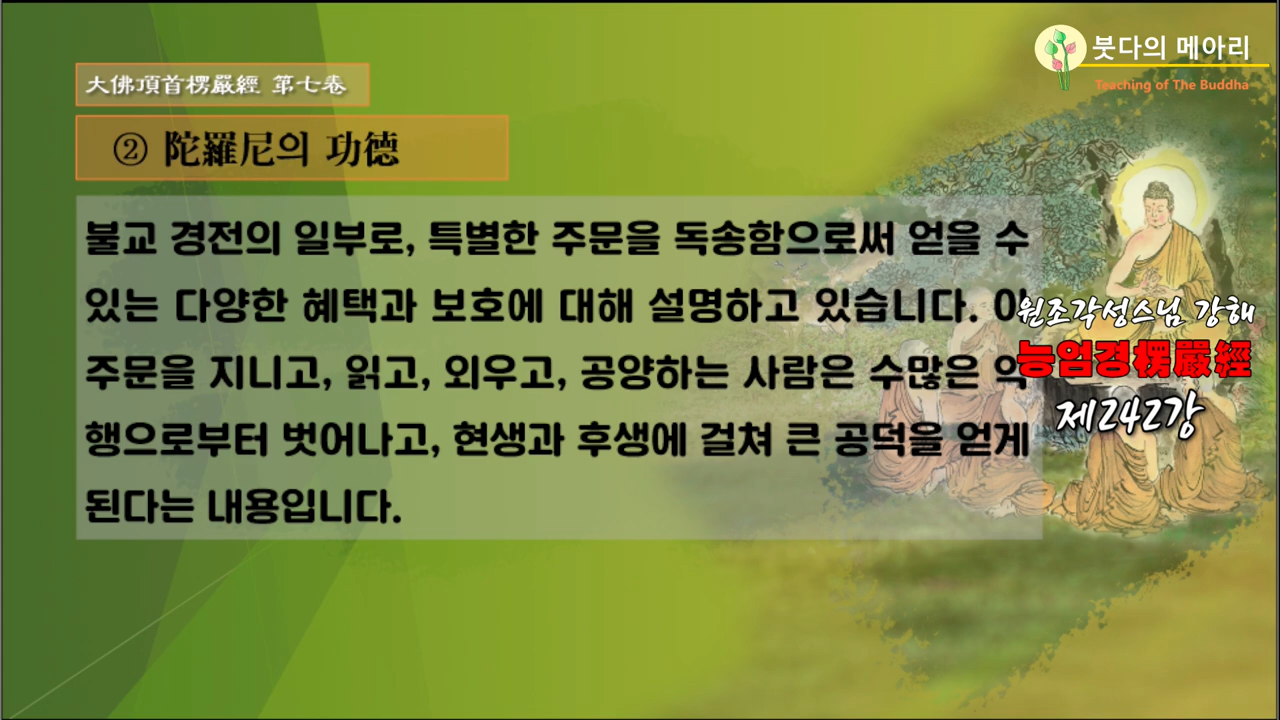 붓다의 메아리
Teaching of The Buddha
大佛頂首楞嚴經 第七卷
② 陀羅尼의 功德
불교 경전의 일부로, 특별한 주문을 독송함으로써 얻을 수
있는 다양한 혜택과 보호에 대해 설명하고 있습니다. 이
주문을 지니고, 읽고, 외우고, 공양하는 사람은 수많은 악
행으로부터 벗어나고, 현생과 후생에 걸쳐 큰 공덕을 얻게
된다는 내용입니다.
원조각성스님 강해
능엄경楞嚴經
제242강